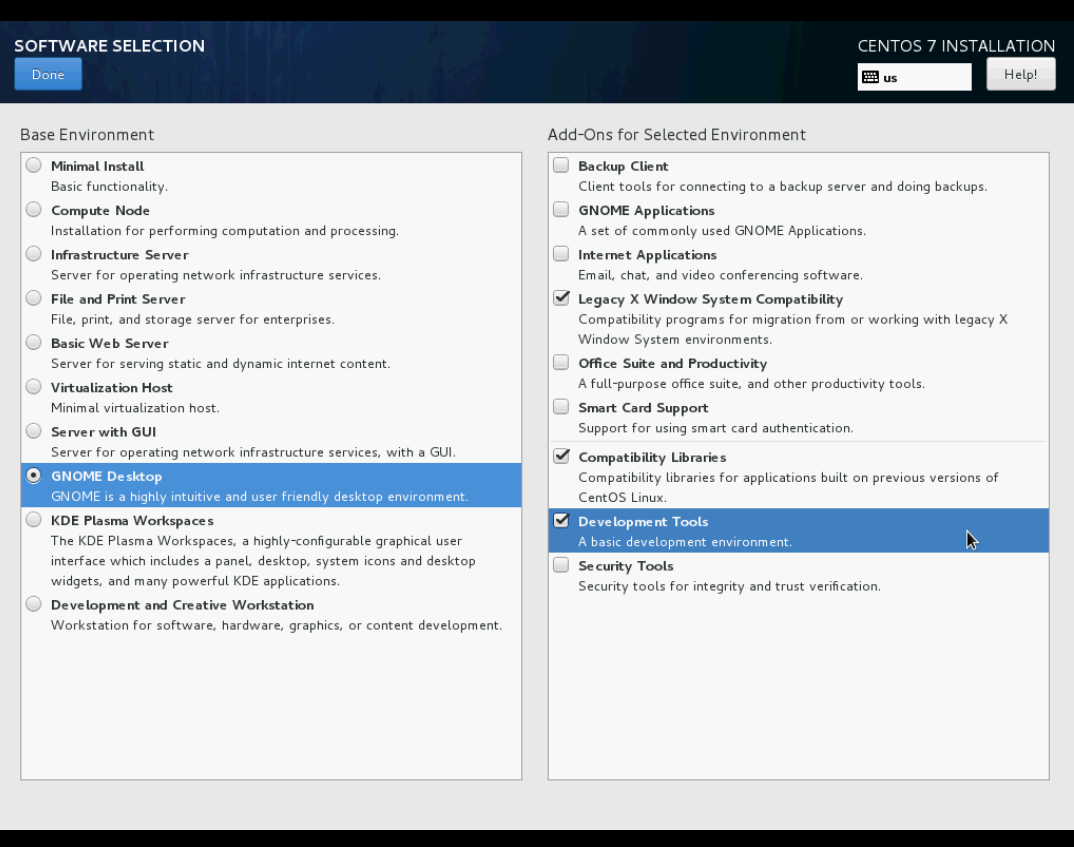 SOFTWARE SELECTION
CENTOS 7 INSTALLATION
Done
us
Help!
Base Environment
Minimal Install
Basic functionality.
Compute Node
Installation for performing computation and processing.
Infrastructure Server
Server for operating network infrastructure services.
File and Print Server
File, print, and storage server for enterprises.
Basic Web Server
Server for serving static and dynamic internet content.
Virtualization Host
Minimal virtualization host.
Server with GUI
Server for operating network infrastructure services, with a GUI.
GNOME Desktop
GNOME is a highly intuitive and user friendly desktop environment.
KDE Plasma Workspaces
The KDE Plasma Workspaces, a highly-configurable graphical user
interface which includes a panel, desktop, system icons and desktop
widgets, and many powerful KDE applications.
Development and Creative Workstation
Workstation for software, hardware, graphics, or content development.
Add-Ons for Selected Environment
Backup Client
Client tools for connecting to a backup server and doing backups.
GNOME Applications
A set of commonly used GNOME Applications.
Internet Applications
Email, chat, and video conferencing software.
Legacy X Window System Compatibility
Compatibility programs for migration from or working with legacy X
Window System environments.
Office Suite and Productivity
A full-purpose office suite, and other productivity tools.
Smart Card Support
Support for using smart card authentication.
Compatibility Libraries
Compatibility libraries for applications built on previous versions of
CentOS Linux.
Development Tools
A basic development environment.
Security Tools
Security tools for integrity and trust verification.